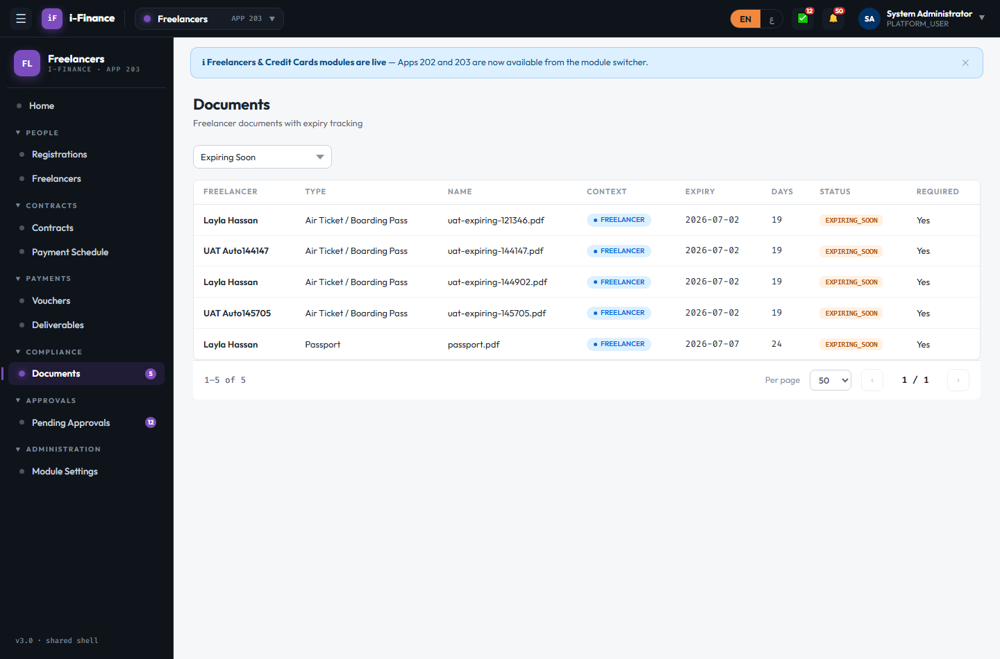 ☰ iF i-Finance Freelancers APP 203 ▼ EN ع 12 50 SA System Administrator ▼
PLATFORM_USER
FL Freelancers
I-FINANCE · APP 203
Home
▼ PEOPLE
Registrations
Freelancers
▼ CONTRACTS
Contracts
Payment Schedule
▼ PAYMENTS
Vouchers
Deliverables
▼ COMPLIANCE
Documents 5
▼ APPROVALS
Pending Approvals 12
▼ ADMINISTRATION
Module Settings
v3.0 · shared shell
ℹ Freelancers & Credit Cards modules are live — Apps 202 and 203 are now available from the module switcher. ×
Documents
Freelancer documents with expiry tracking
Expiring Soon
FREELANCER TYPE NAME CONTEXT EXPIRY DAYS STATUS REQUIRED
Layla Hassan Air Ticket / Boarding Pass uat-expiring-121346.pdf FREELANCER 2026-07-02 19 EXPIRING_SOON Yes
UAT Auto144147 Air Ticket / Boarding Pass uat-expiring-144147.pdf FREELANCER 2026-07-02 19 EXPIRING_SOON Yes
Layla Hassan Air Ticket / Boarding Pass uat-expiring-144902.pdf FREELANCER 2026-07-02 19 EXPIRING_SOON Yes
UAT Auto145705 Air Ticket / Boarding Pass uat-expiring-145705.pdf FREELANCER 2026-07-02 19 EXPIRING_SOON Yes
Layla Hassan Passport passport.pdf FREELANCER 2026-07-07 24 EXPIRING_SOON Yes
1–5 of 5 Per page 50 ‹ 1 / 1 ›